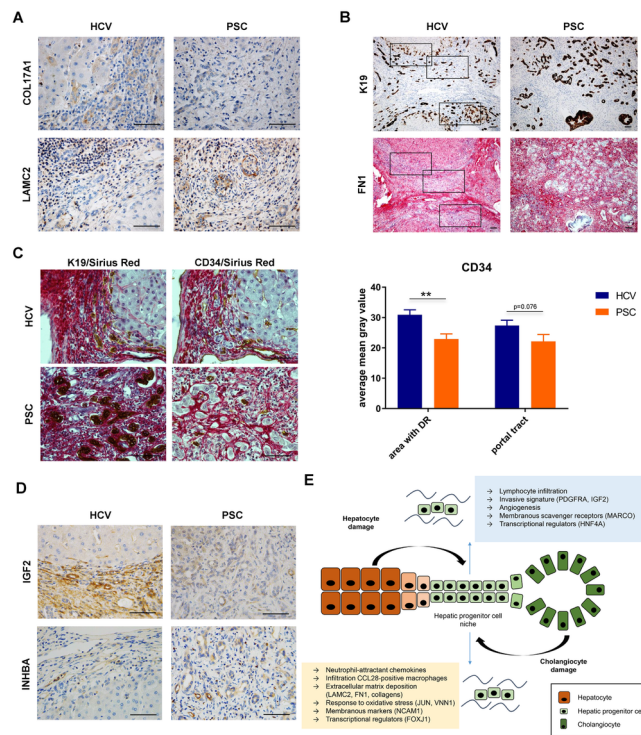 A
HCV
PSC
COL17A1
LAMC2
B
HCV
PSC
K19
FN1
C
K19/Sirius Red
CD34/Sirius Red
HCV
PSC
CD34
average mean gray value
40
30
20
10
0
**
p=0.076
area with DR
portal tract
HCV
PSC
D
HCV
PSC
IGF2
INHBA
E
→ Lymphocyte infiltration
→ Invasive signature (PDGFRA, IGF2)
→ Angiogenesis
→ Membranous scavenger receptors (MARCO)
→ Transcriptional regulators (HNF4A)
Hepatocyte
damage
Hepatic progenitor cell
niche
Cholangiocyte
damage
→ Neutrophil-attractant chemokines
→ Infiltration CCL28-positive macrophages
→ Extracellular matrix deposition
(LAMC2, FN1, collagens)
→ Response to oxidative stress (JUN, VNN1)
→ Membranous markers (NCAM1)
→ Transcriptional regulators (FOXJ1)
Hepatocyte
Hepatic progenitor ce
Cholangiocyte